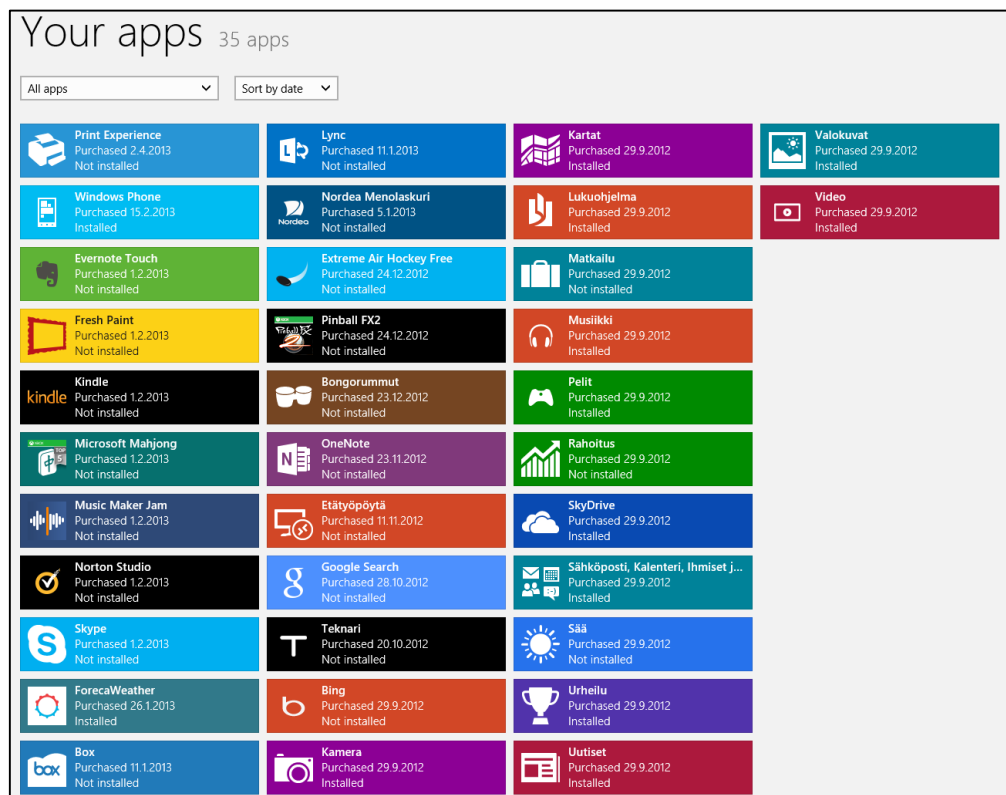 Your apps 35 apps
All apps
Sort by date
Print Experience
Purchased 2.4.2013
Not installed
Windows Phone
Purchased 15.2.2013
Installed
Evernote Touch
Purchased 1.2.2013
Not installed
Fresh Paint
Purchased 1.2.2013
Not installed
kindle
Kindle
Purchased 1.2.2013
Not installed
Microsoft Mahjong
Purchased 1.2.2013
Not installed
Music Maker Jam
Purchased 1.2.2013
Not installed
Norton Studio
Purchased 1.2.2013
Not installed
Skype
Purchased 1.2.2013
Not installed
ForecaWeather
Purchased 26.1.2013
Installed
box
Box
Purchased 11.1.2013
Not installed
Lync
Purchased 11.1.2013
Not installed
Nordea
Nordea Menolaskuri
Purchased 5.1.2013
Not installed
Extreme Air Hockey Free
Purchased 24.12.2012
Not installed
Pinball FX2
Pinball FX2
Purchased 24.12.2012
Not installed
Bongorummut
Purchased 23.12.2012
Not installed
OneNote
Purchased 23.11.2012
Not installed
Etätyöpöytä
Purchased 11.11.2012
Not installed
Google Search
Purchased 28.10.2012
Not installed
Teknari
Purchased 20.10.2012
Not installed
Bing
Purchased 29.9.2012
Not installed
Kamera
Purchased 29.9.2012
Installed
Kartat
Purchased 29.9.2012
Installed
Lukuohjelma
Purchased 29.9.2012
Installed
Matkailu
Purchased 29.9.2012
Not installed
Musiikki
Purchased 29.9.2012
Installed
Pelit
Purchased 29.9.2012
Installed
Rahoitus
Purchased 29.9.2012
Not installed
SkyDrive
Purchased 29.9.2012
Installed
Sähköposti, Kalenteri, Ihmiset j...
Purchased 29.9.2012
Installed
Sää
Purchased 29.9.2012
Not installed
Urheilu
Purchased 29.9.2012
Installed
Uutiset
Purchased 29.9.2012
Installed
Valokuvat
Purchased 29.9.2012
Installed
Video
Purchased 29.9.2012
Installed